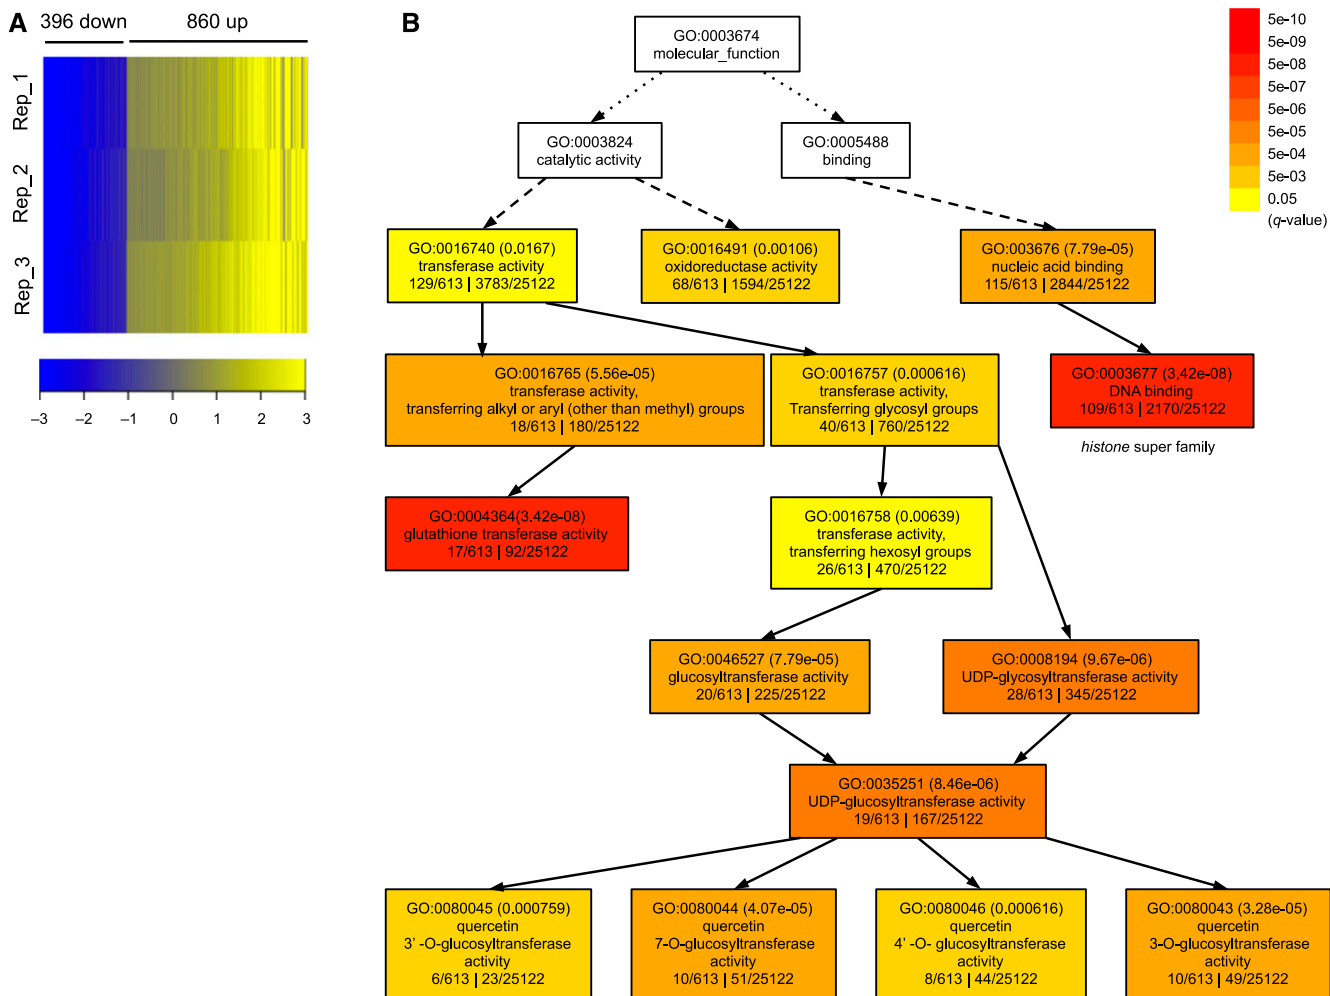 A
396 down
860 up
Rep_1
Rep_2
Rep_3
–3 –2 –1 0 1 2 3
B
GO:0003674
molecular_function
GO:0003824
catalytic activity
GO:0005488
binding
GO:0016740 (0.0167)
transferase activity
129/613 | 3783/25122
GO:0016491 (0.00106)
oxidoreductase activity
68/613 | 1594/25122
GO:003676 (7.79e-05)
nucleic acid binding
115/613 | 2844/25122
GO:0016765 (5.56e-05)
transferase activity,
transferring alkyl or aryl (other than methyl) groups
18/613 | 180/25122
GO:0016757 (0.000616)
transferase activity,
Transferring glycosyl groups
40/613 | 760/25122
GO:0003677 (3,42e-08)
DNA binding
109/613 | 2170/25122
histone super family
GO:0004364(3.42e-08)
glutathione transferase activity
17/613 | 92/25122
GO:0016758 (0.00639)
transferase activity,
transferring hexosyl groups
26/613 | 470/25122
GO:0046527 (7.79e-05)
glucosyltransferase activity
20/613 | 225/25122
GO:0008194 (9.67e-06)
UDP-glycosyltransferase activity
28/613 | 345/25122
GO:0035251 (8.46e-06)
UDP-glucosyltransferase activity
19/613 | 167/25122
GO:0080045 (0.000759)
quercetin
3' -O-glucosyltransferase
activity
6/613 | 23/25122
GO:0080044 (4.07e-05)
quercetin
7-O-glucosyltransferase
activity
10/613 | 51/25122
GO:0080046 (0.000616)
quercetin
4' -O- glucosyltransferase
activity
8/613 | 44/25122
GO:0080043 (3.28e-05)
quercetin
3-O-glucosyltransferase
activity
10/613 | 49/25122
5e-10
5e-09
5e-08
5e-07
5e-06
5e-05
5e-04
5e-03
0.05
(q-value)